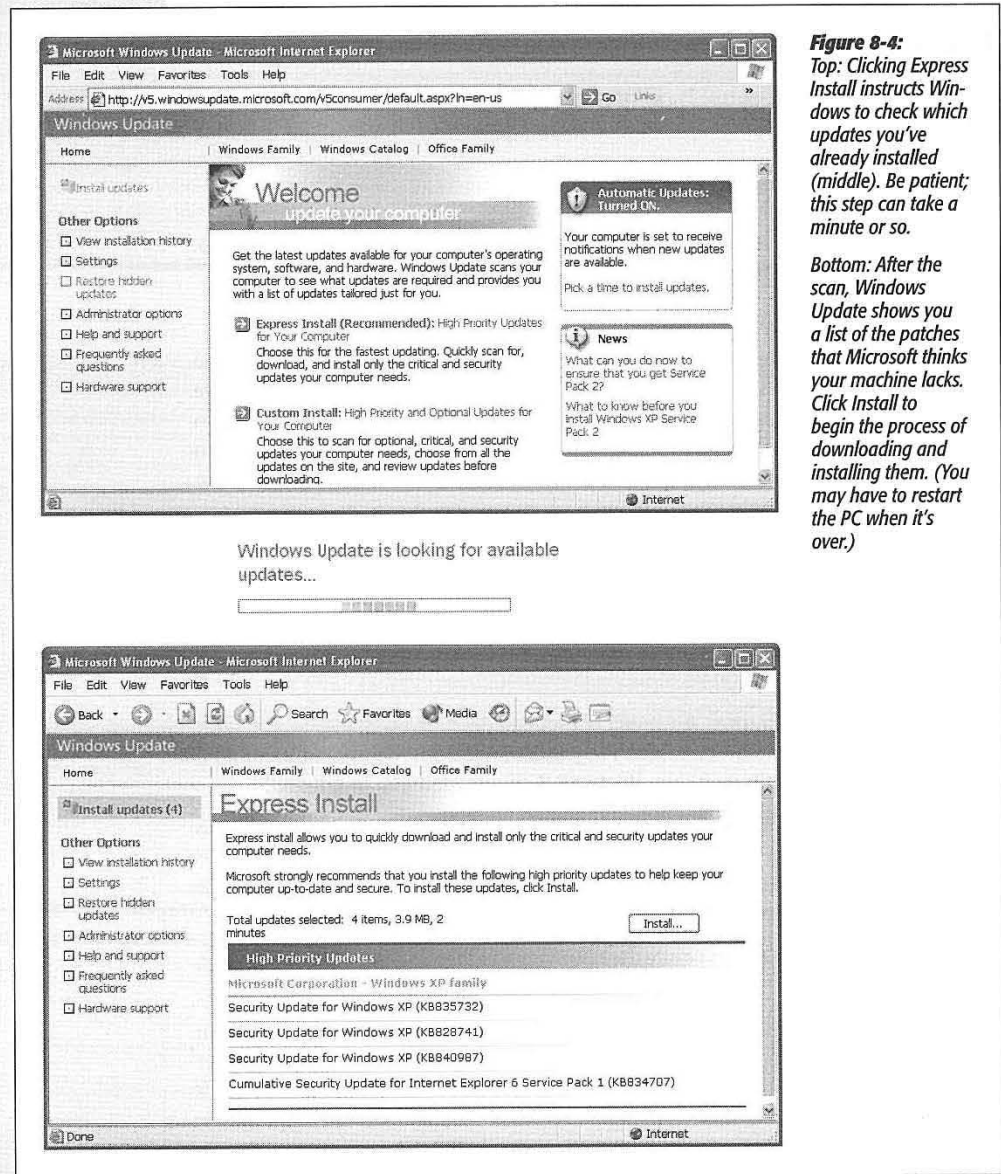 Microsoft Windows Update - Microsoft Internet Explorer
File Edit View Favorites Tools Help
Address http://v5.windowsupdate.microsoft.com/v5consumer/default.aspx?ln=en-us Go Links »
Windows Update
Home | Windows Family | Windows Catalog | Office Family
Install updates
Other Options
View installation history
Settings
Restore hidden
updates
Administrator options
Help and support
Frequently asked
questions
Hardware support
Welcome
update your computer
Get the latest updates available for your computer's operating
system, software, and hardware. Windows Update scans your
computer to see what updates are required and provides you
with a list of updates tailored just for you.
Express Install (Recommended): High Priority Updates
for Your Computer
Choose this for the fastest updating. Quickly scan for,
download, and install only the critical and security
updates your computer needs.
Custom Install: High Priority and Optional Updates for
Your Computer
Choose this to scan for optional, critical, and security
updates your computer needs, choose from all the
updates on the site, and review updates before
downloading.
Automatic Updates:
Turned ON.
Your computer is set to receive
notifications when new updates
are available.
Pick a time to install updates.
News
What can you do now to
ensure that you get Service
Pack 2?
What to know before you
install Windows XP Service
Pack 2
Internet
Figure 8-4:
Top: Clicking Express
Install instructs Win-
dows to check which
updates you've
already installed
(middle). Be patient;
this step can take a
minute or so.
Bottom: After the
scan, Windows
Update shows you
a list of the patches
that Microsoft thinks
your machine lacks.
Click Install to
begin the process of
downloading and
installing them. (You
may have to restart
the PC when it's
over.)
Windows Update is looking for available
updates...
Microsoft Windows Update - Microsoft Internet Explorer
File Edit View Favorites Tools Help
Back Search Favorites Media
Windows Update
Home | Windows Family | Windows Catalog | Office Family
Install updates (4)
Other Options
View installation history
Settings
Restore hidden
updates
Administrator options
Help and support
Frequently asked
questions
Hardware support
Express Install
Express install allows you to quickly download and install only the critical and security updates your
computer needs.
Microsoft strongly recommends that you install the following high priority updates to help keep your
computer up-to-date and secure. To install these updates, click Install.
Total updates selected: 4 items, 3.9 MB, 2
minutes
Install...
High Priority Updates
Microsoft Corporation - Windows XP family
Security Update for Windows XP (KB835732)
Security Update for Windows XP (KB828741)
Security Update for Windows XP (KB840987)
Cumulative Security Update for Internet Explorer 6 Service Pack 1 (KB834707)
Done
Internet